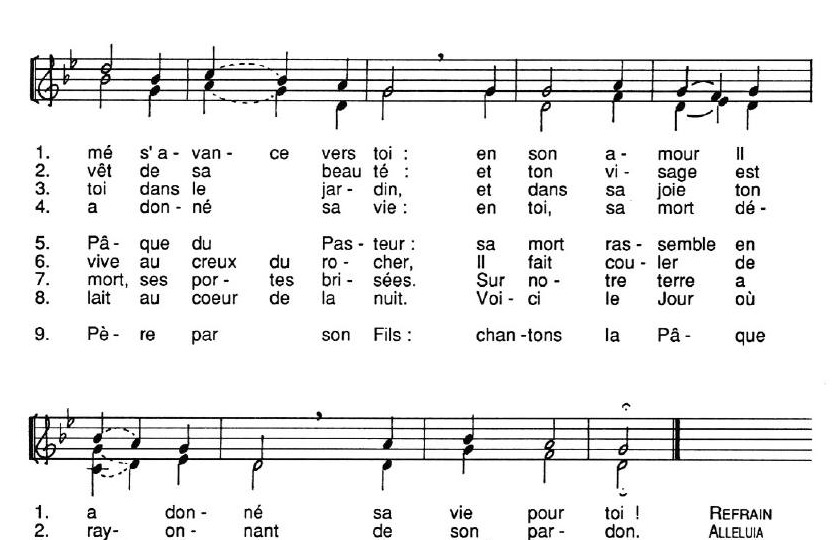 1. mé s'a - van - ce vers toi : en son a - mour Il
2. vêt de sa beau té : et ton vi - sage est
3. toi dans le jar - din, et dans sa joie ton
4. a don - né sa vie : en toi, sa mort dé -
5. Pâ - que du Pas - teur : sa mort ras - semble en
6. vive au creux du ro - cher, Il fait cou - ler de
7. mort, ses por - tes bri - sées. Sur no - tre terre a
8. lait au coeur de la nuit. Voi - ci le Jour où
9. Pè - re par son Fils : chan - tons la Pâ - que
1. a don - né sa vie pour toi ! REFRAIN
2. ray- on - nant de son par - don. ALLELUIA